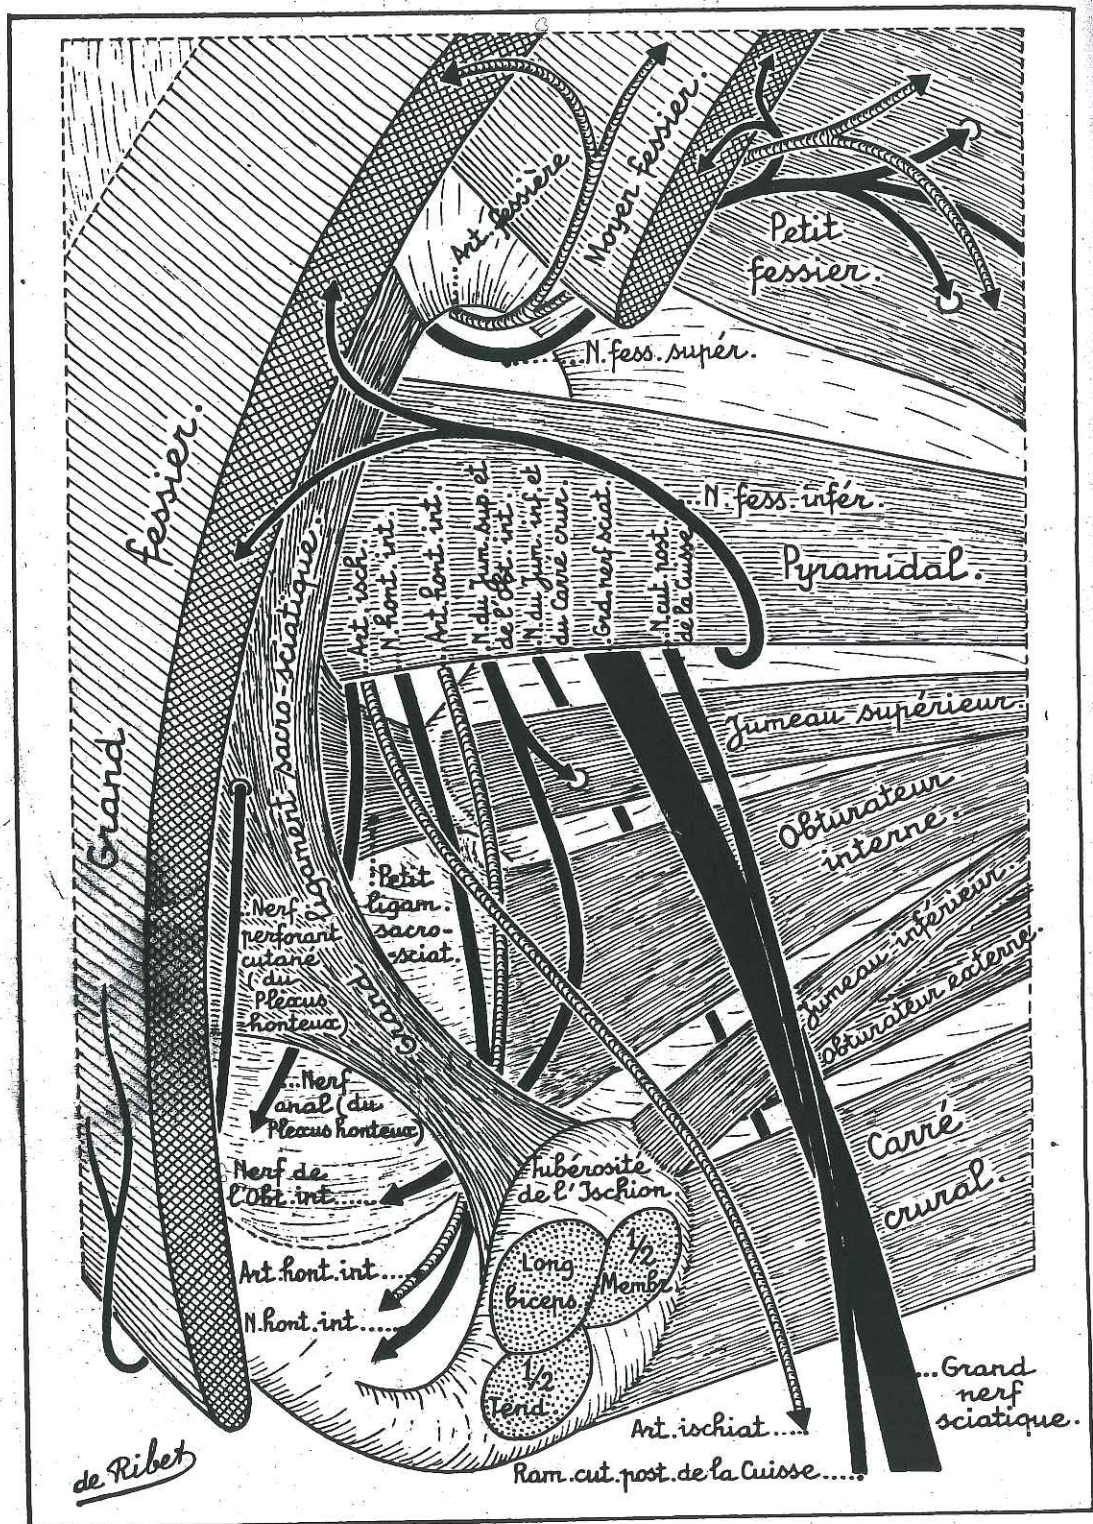 Art. fessière
Moyen fessier.
Petit
fessier.
N. fess. supér.
Grand fessier.
N. fess. infér.
Pyramidal.
Art. isch.
N. hont. int.
Art. hont. int.
N. du Jum. sup. et
de l'Obt. int.
N. du Jum. inf. et
du Carré crur.
Grd. nerf sciat.
N. cut. post.
de la Cuisse
Grand ligament sacro-sciatique.
Jumeau supérieur.
Obturateur
interne.
Jumeau inférieur.
Obturateur externe.
Petit
ligam.
sacro-
-sciat.
Nerf
perforant
cutané
(du
Plexus
honteux)
Nerf
anal (du
Plexus honteux)
Nerf de
l'Obt. int.
Tubérosité
de l'Ischion.
Carré
crural.
Art. hont. int.
N. hont. int.
Long
biceps.
1/2
Membr.
1/2
Tend.
Grand
nerf
sciatique.
Art. ischiat.
Ram. cut. post. de la Cuisse
de Ribet